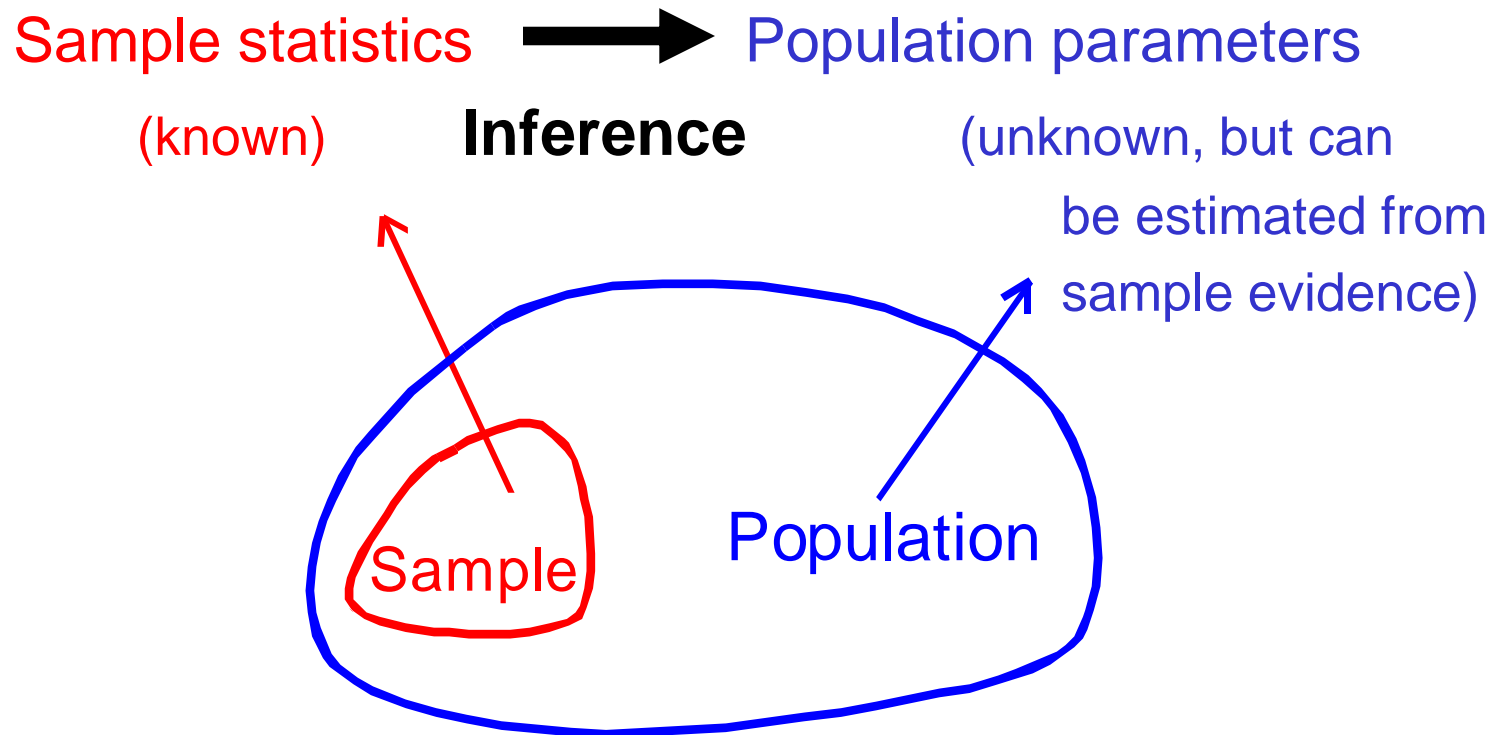 Sample statistics Population parameters
(known) Inference (unknown, but can
be estimated from
sample evidence)
Population
Sample